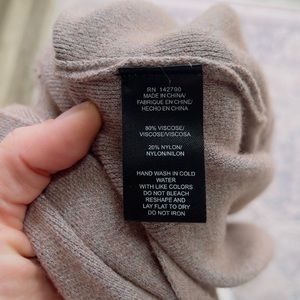 RN 142790
MADE IN CHINA/
FABRIQUE EN CHINE/
HECHO EN CHINA
80% VISCOSE/
VISCOSE/VISCOSA
20% NYLON/
NYLON/NILON
HAND WASH IN COLD
WATER
WITH LIKE COLORS
DO NOT BLEACH
RESHAPE AND
LAY FLAT TO DRY
DO NOT IRON